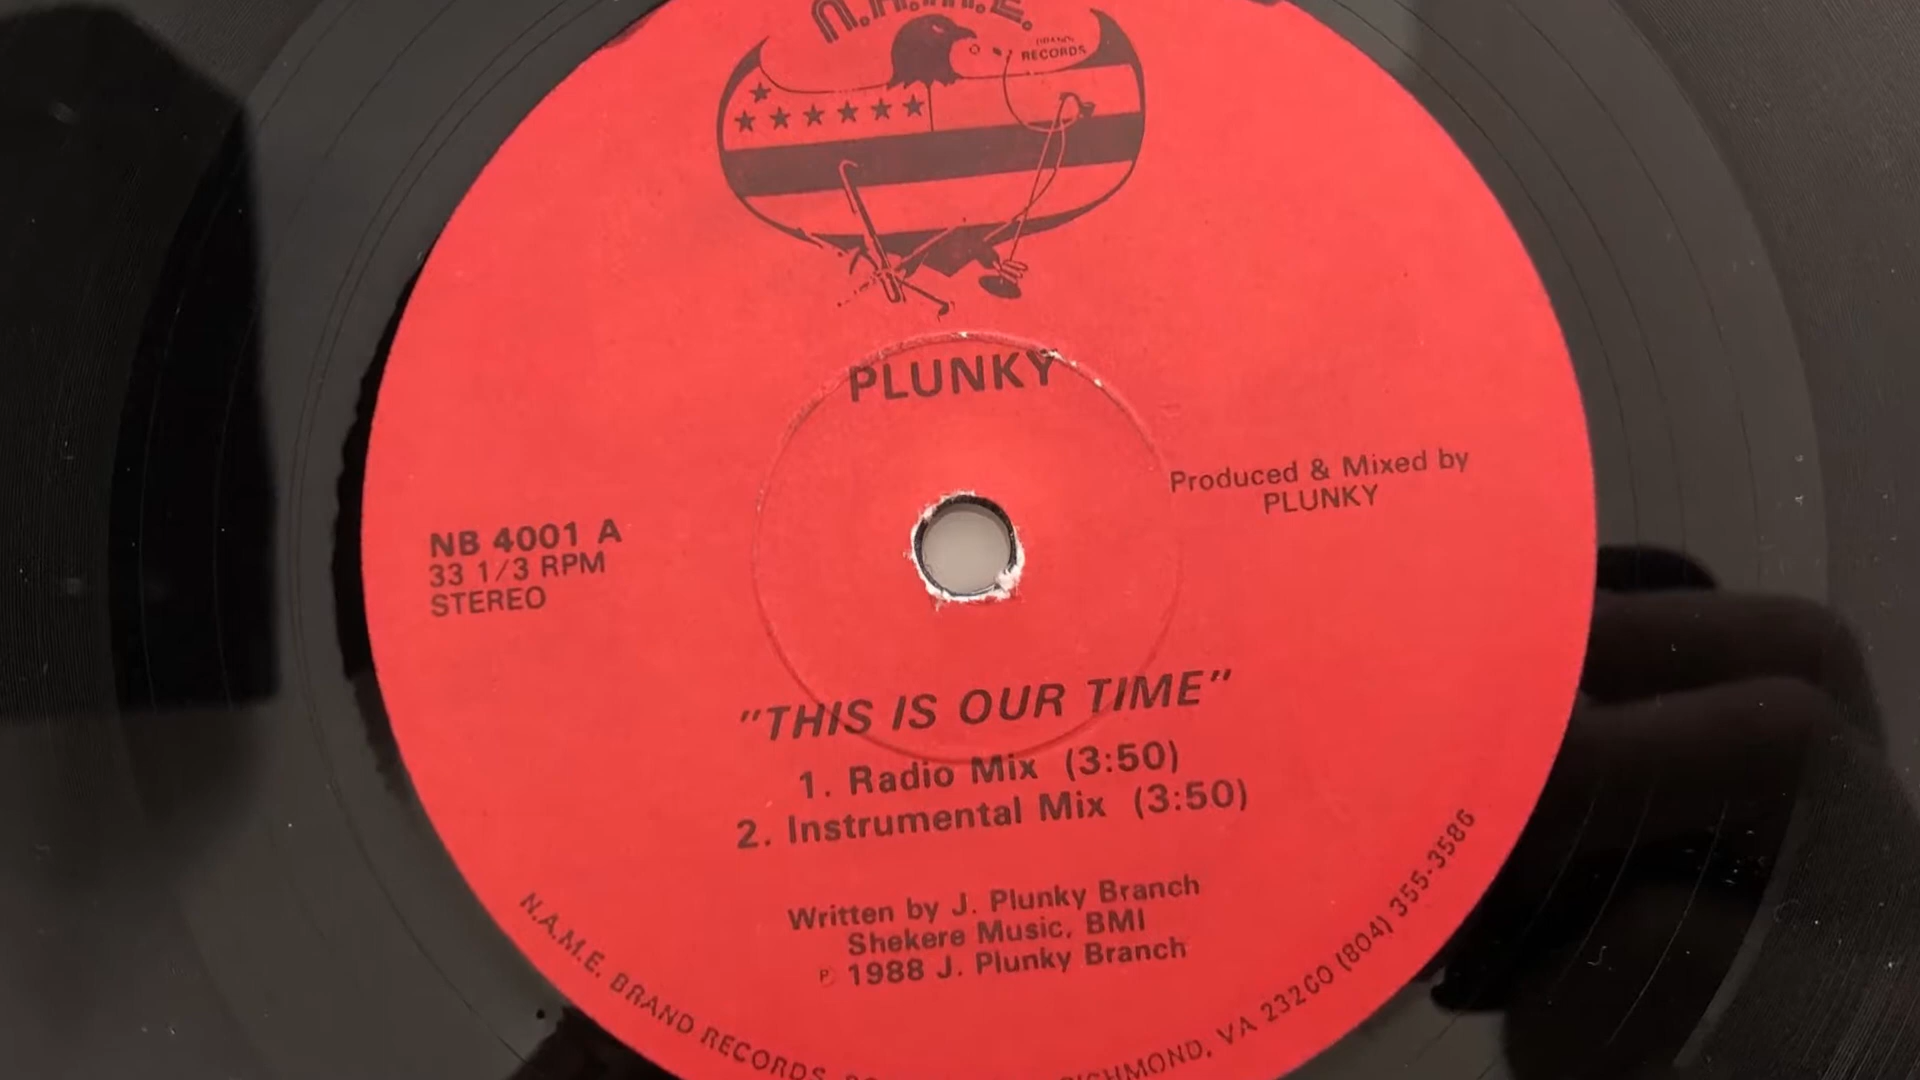 N.A.M.E.
BRAND
RECORDS
PLUNKY
Produced & Mixed by
PLUNKY
NB 4001 A
33 1/3 RPM
STEREO
"THIS IS OUR TIME"
1. Radio Mix (3:50)
2. Instrumental Mix (3:50)
Written by J. Plunky Branch
Shekere Music, BMI
℗ 1988 J. Plunky Branch
N.A.M.E. BRAND RECORDS, RICHMOND, VA 23200 (804) 355-3586